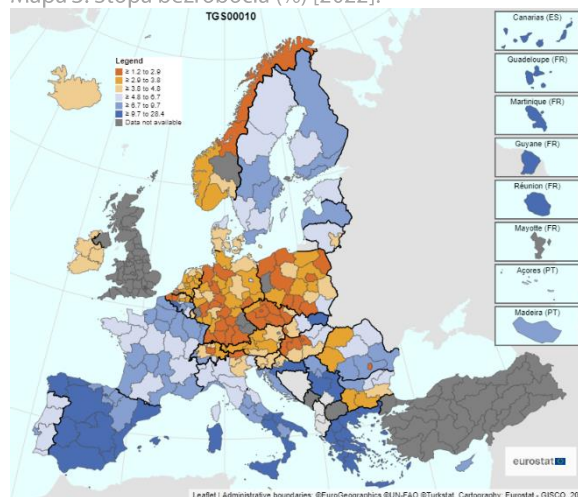 Mapa 3. Stopa bezrobocia (%) [2022].
TGS00010
Legend
≥ 1.2 to 2.9
≥ 2.9 to 3.8
≥ 3.8 to 4.8
≥ 4.8 to 6.7
≥ 6.7 to 9.7
≥ 9.7 to 28.4
Data not available
Canarias (ES)
Guadeloupe (FR)
Martinique (FR)
Guyane (FR)
Réunion (FR)
Mayotte (FR)
Açores (PT)
Madeira (PT)
eurostat
Leaflet | Administrative boundaries: ©EuroGeographics ©UN-FAO ©Turkstat, Cartography: Eurostat - GISCO, 20